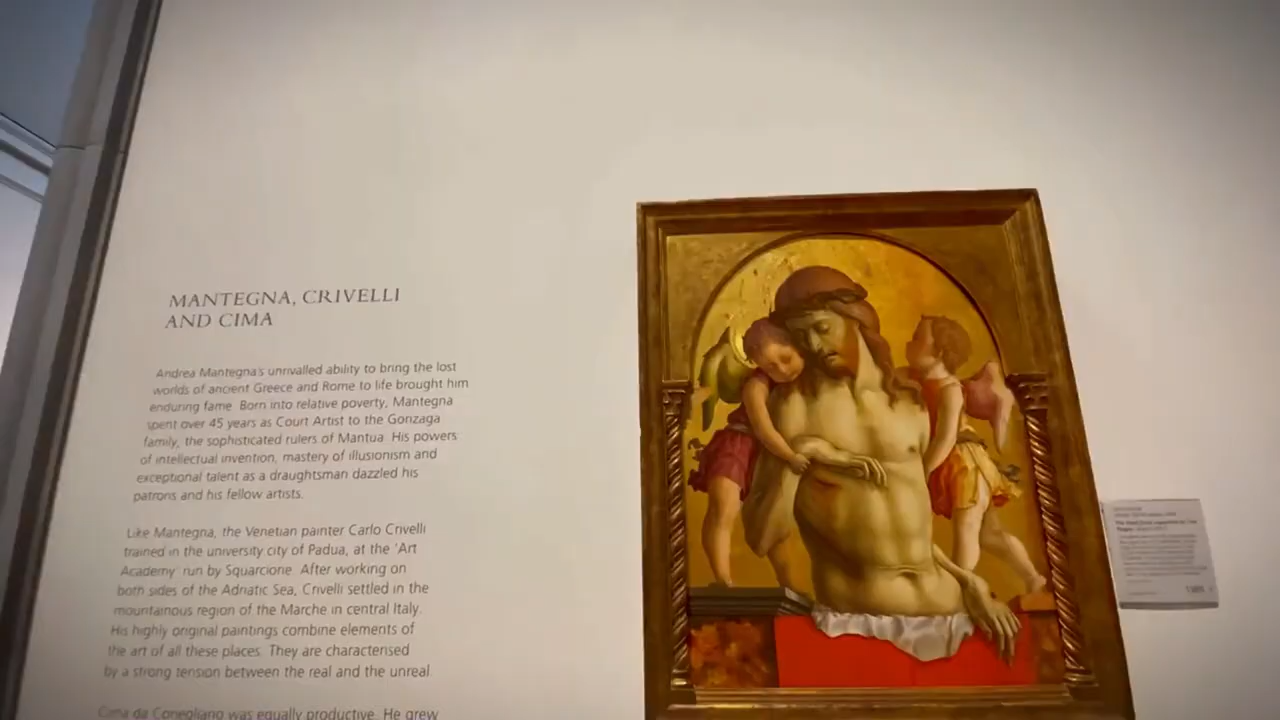 MANTEGNA, CRIVELLI
AND CIMA
Andrea Mantegna's unrivalled ability to bring the lost
worlds of ancient Greece and Rome to life brought him
enduring fame. Born into relative poverty, Mantegna
spent over 45 years as Court Artist to the Gonzaga
family, the sophisticated rulers of Mantua. His powers
of intellectual invention, mastery of illusionism and
exceptional talent as a draughtsman dazzled his
patrons and his fellow artists.
Like Mantegna, the Venetian painter Carlo Crivelli
trained in the university city of Padua, at the 'Art
Academy' run by Squarcione. After working on
both sides of the Adriatic Sea, Crivelli settled in the
mountainous region of the Marche in central Italy.
His highly original paintings combine elements of
the art of all these places. They are characterised
by a strong tension between the real and the unreal.
Cima da Conegliano was equally productive. He grew